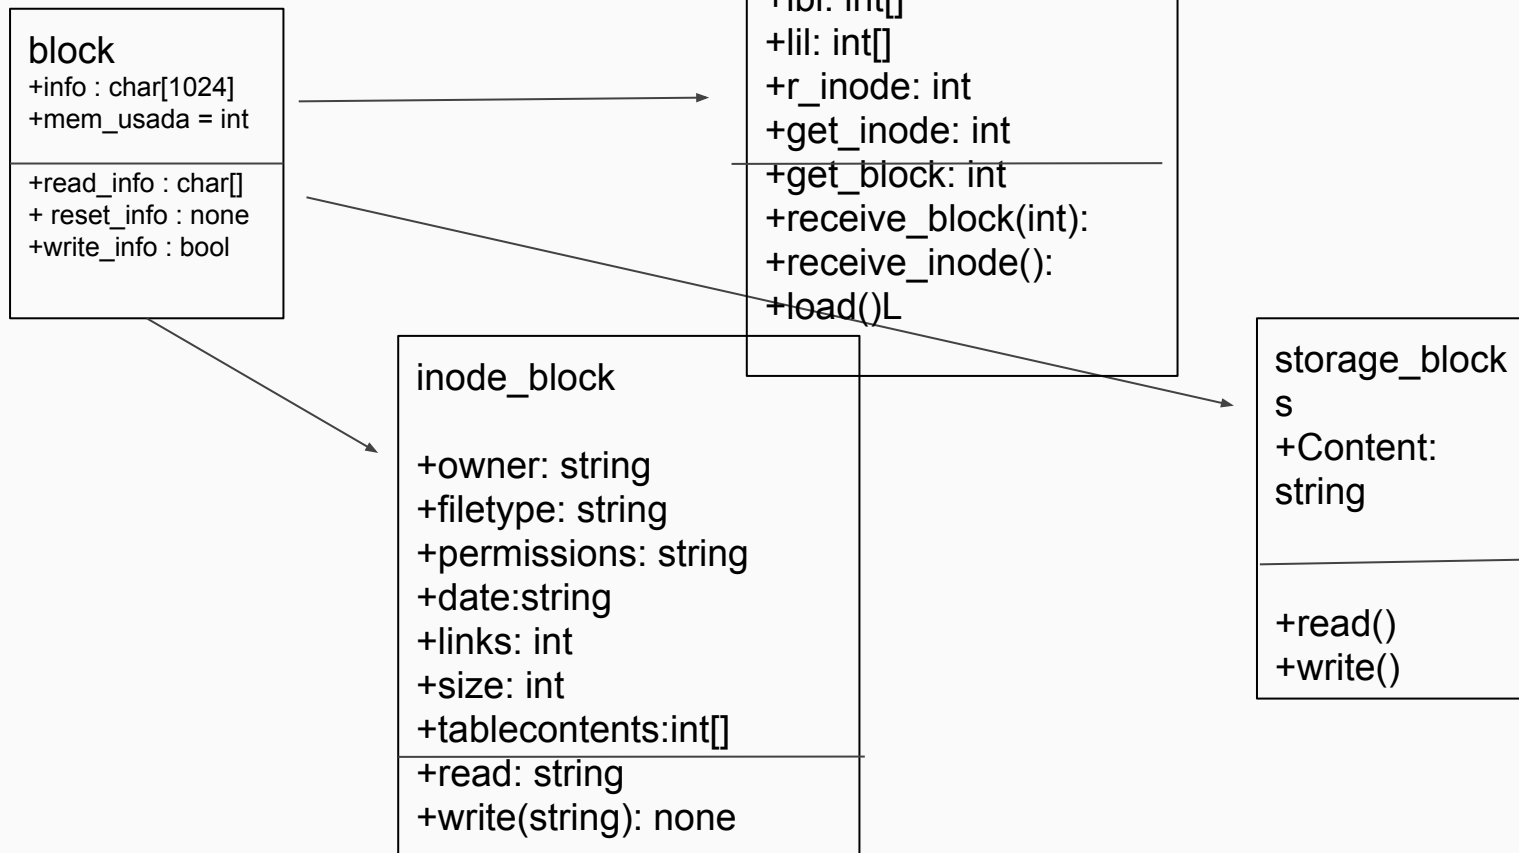 block
+info : char[1024]
+mem_usada = int
+read_info : char[]
+ reset_info : none
+write_info : bool
+lil: int[]
+r_inode: int
+get_inode: int
+get_block: int
+receive_block(int):
+receive_inode():
+load()L
inode_block
+owner: string
+filetype: string
+permissions: string
+date:string
+links: int
+size: int
+tablecontents:int[]
+read: string
+write(string): none
storage_block
s
+Content:
string
+read()
+write()